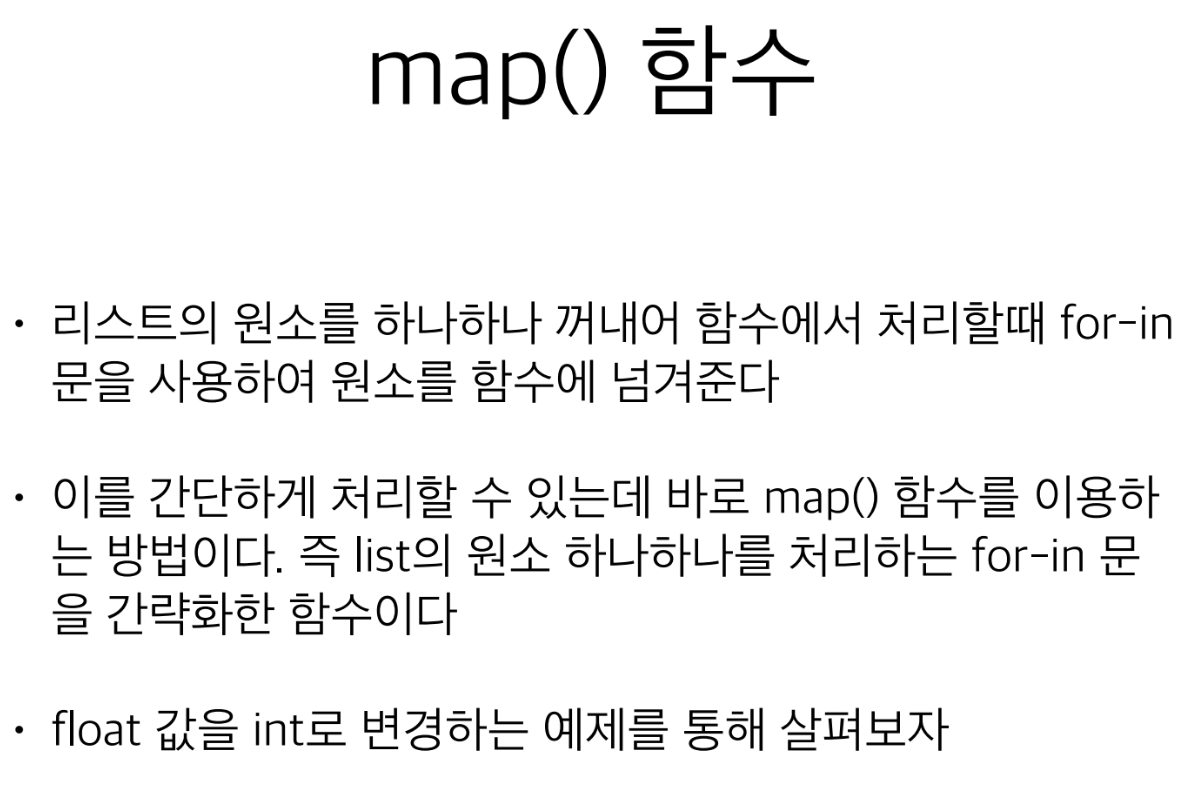 map() 함수
• 리스트의 원소를 하나하나 꺼내어 함수에서 처리할때 for-in
문을 사용하여 원소를 함수에 넘겨준다
• 이를 간단하게 처리할 수 있는데 바로 map() 함수를 이용하
는 방법이다. 즉 list의 원소 하나하나를 처리하는 for-in 문
을 간략화한 함수이다
• float 값을 int로 변경하는 예제를 통해 살펴보자